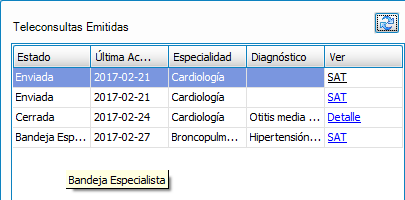 Teleconsultas Emitidas
Estado Última Ac... Especialidad Diagnóstico Ver
Enviada 2017-02-21 Cardiología SAT
Enviada 2017-02-21 Cardiología SAT
Cerrada 2017-02-24 Cardiología Otitis media ... Detalle
Bandeja Esp... 2017-02-27 Broncopulm... Hipertensión... SAT
Bandeja Especialista